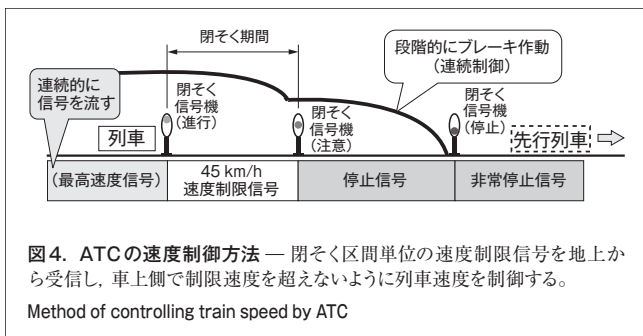 閉そく期間
段階的にブレーキ作動
(連続制御)
連続的に
信号を流す
閉そく
信号機
(進行)
閉そく
信号機
(注意)
閉そく
信号機
(停止)
列車
先行列車
(最高速度信号)
45 km/h
速度制限信号
停止信号
非常停止信号
図4. ATCの速度制御方法 — 閉そく区間単位の速度制限信号を地上か
ら受信し,車上側で制限速度を超えないように列車速度を制御する。
Method of controlling train speed by ATC